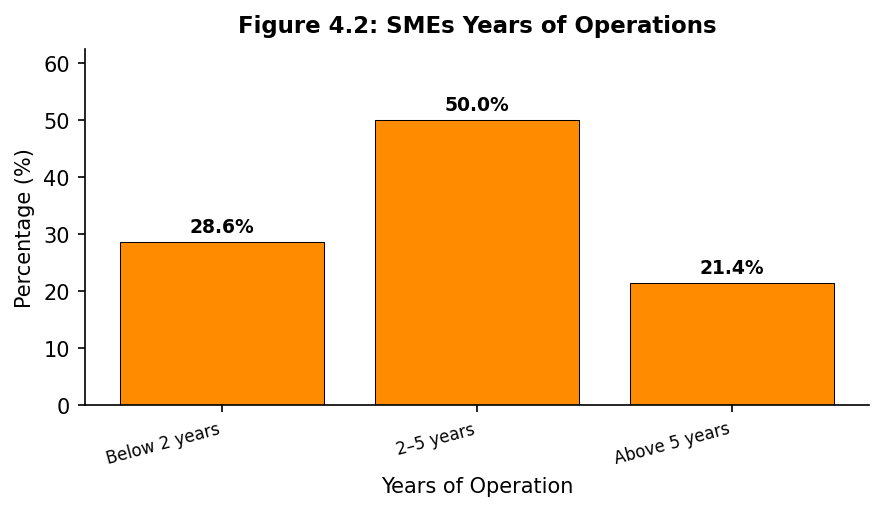 Figure 4.2: SMEs Years of Operations
Percentage (%)
60
50
40
30
20
10
0
28.6%
50.0%
21.4%
Below 2 years
2–5 years
Above 5 years
Years of Operation